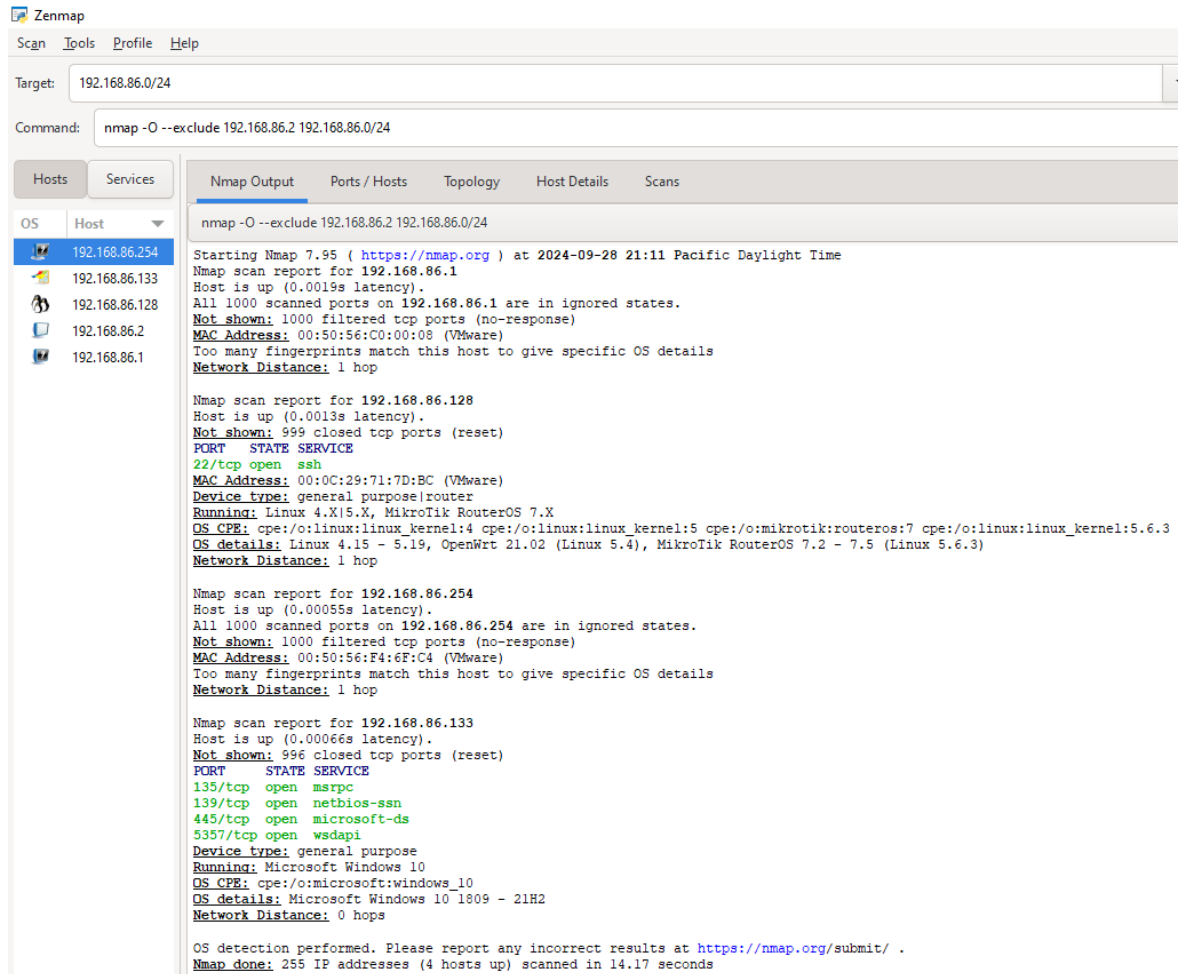 Zenmap
Scan Tools Profile Help
Target: 192.168.86.0/24
Command: nmap -O --exclude 192.168.86.2 192.168.86.0/24
Hosts Services
OS Host
192.168.86.254
192.168.86.133
192.168.86.128
192.168.86.2
192.168.86.1
Nmap Output Ports / Hosts Topology Host Details Scans
nmap -O --exclude 192.168.86.2 192.168.86.0/24
Starting Nmap 7.95 ( https://nmap.org ) at 2024-09-28 21:11 Pacific Daylight Time
Nmap scan report for 192.168.86.1
Host is up (0.0019s latency).
All 1000 scanned ports on 192.168.86.1 are in ignored states.
Not shown: 1000 filtered tcp ports (no-response)
MAC Address: 00:50:56:C0:00:08 (VMware)
Too many fingerprints match this host to give specific OS details
Network Distance: 1 hop
Nmap scan report for 192.168.86.128
Host is up (0.0013s latency).
Not shown: 999 closed tcp ports (reset)
PORT STATE SERVICE
22/tcp open ssh
MAC Address: 00:0C:29:71:7D:BC (VMware)
Device type: general purpose|router
Running: Linux 4.X|5.X, MikroTik RouterOS 7.X
OS CPE: cpe:/o:linux:linux_kernel:4 cpe:/o:linux:linux_kernel:5 cpe:/o:mikrotik:routeros:7 cpe:/o:linux:linux_kernel:5.6.3
OS details: Linux 4.15 - 5.19, OpenWrt 21.02 (Linux 5.4), MikroTik RouterOS 7.2 - 7.5 (Linux 5.6.3)
Network Distance: 1 hop
Nmap scan report for 192.168.86.254
Host is up (0.00055s latency).
All 1000 scanned ports on 192.168.86.254 are in ignored states.
Not shown: 1000 filtered tcp ports (no-response)
MAC Address: 00:50:56:F4:6F:C4 (VMware)
Too many fingerprints match this host to give specific OS details
Network Distance: 1 hop
Nmap scan report for 192.168.86.133
Host is up (0.00066s latency).
Not shown: 996 closed tcp ports (reset)
PORT STATE SERVICE
135/tcp open msrpc
139/tcp open netbios-ssn
445/tcp open microsoft-ds
5357/tcp open wsdapi
Device type: general purpose
Running: Microsoft Windows 10
OS CPE: cpe:/o:microsoft:windows_10
OS details: Microsoft Windows 10 1809 - 21H2
Network Distance: 0 hops
OS detection performed. Please report any incorrect results at https://nmap.org/submit/ .
Nmap done: 255 IP addresses (4 hosts up) scanned in 14.17 seconds